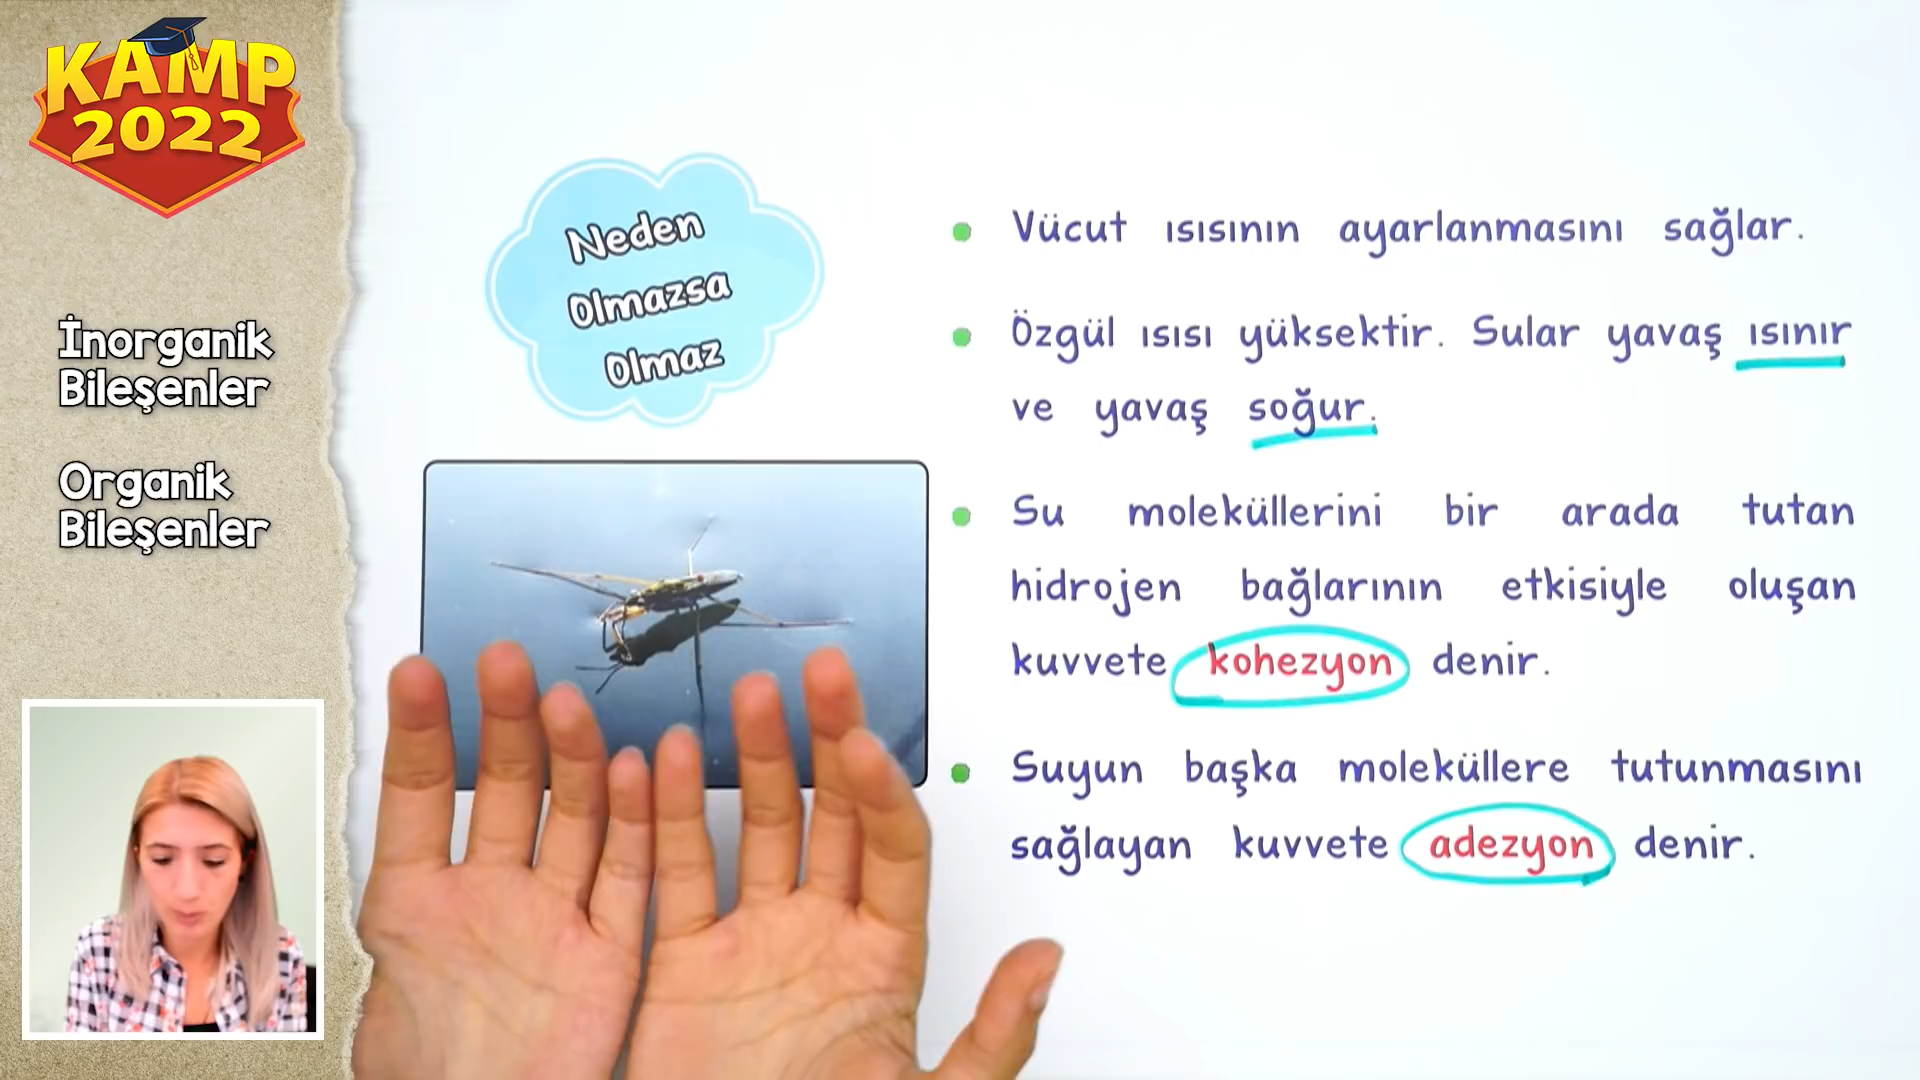 KAMP
2022
İnorganik
Bileşenler
Organik
Bileşenler
Neden
Olmazsa
Olmaz
Vücut ısısının ayarlanmasını sağlar.
Özgül ısısı yüksektir. Sular yavaş ısınır
ve yavaş soğur.
Su moleküllerini bir arada tutan
hidrojen bağlarının etkisiyle oluşan
kuvvete kohezyon denir.
Suyun başka moleküllere tutunmasını
sağlayan kuvvete adezyon denir.